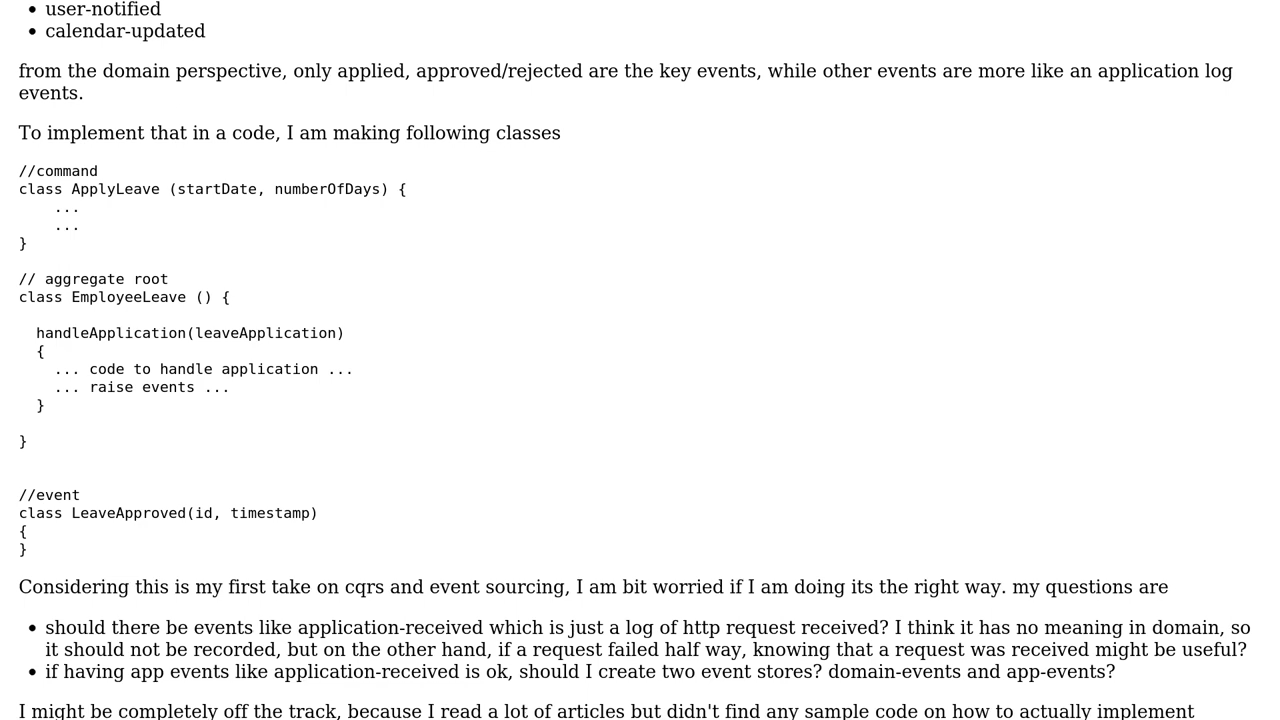 • user-notified
• calendar-updated
from the domain perspective, only applied, approved/rejected are the key events, while other events are more like an application log
events.
To implement that in a code, I am making following classes
//command
class ApplyLeave (startDate, numberOfDays) {
    ...
    ...
}
// aggregate root
class EmployeeLeave () {
  handleApplication(leaveApplication)
  {
    ... code to handle application ...
    ... raise events ...
  }
}
//event
class LeaveApproved(id, timestamp)
{
}
Considering this is my first take on cqrs and event sourcing, I am bit worried if I am doing its the right way. my questions are
• should there be events like application-received which is just a log of http request received? I think it has no meaning in domain, so
it should not be recorded, but on the other hand, if a request failed half way, knowing that a request was received might be useful?
• if having app events like application-received is ok, should I create two event stores? domain-events and app-events?
I might be completely off the track, because I read a lot of articles but didn't find any sample code on how to actually implement